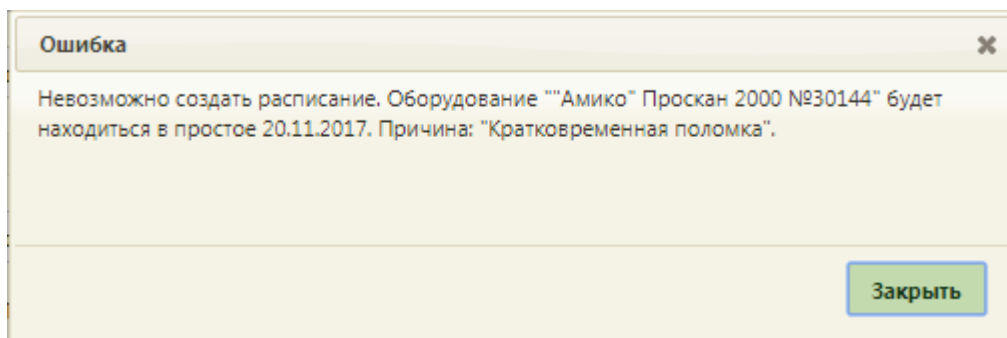 Ошибка
Невозможно создать расписание. Оборудование ""Амико" Проскан 2000 №30144" будет
находиться в простое 20.11.2017. Причина: "Кратковременная поломка".
Закрыть